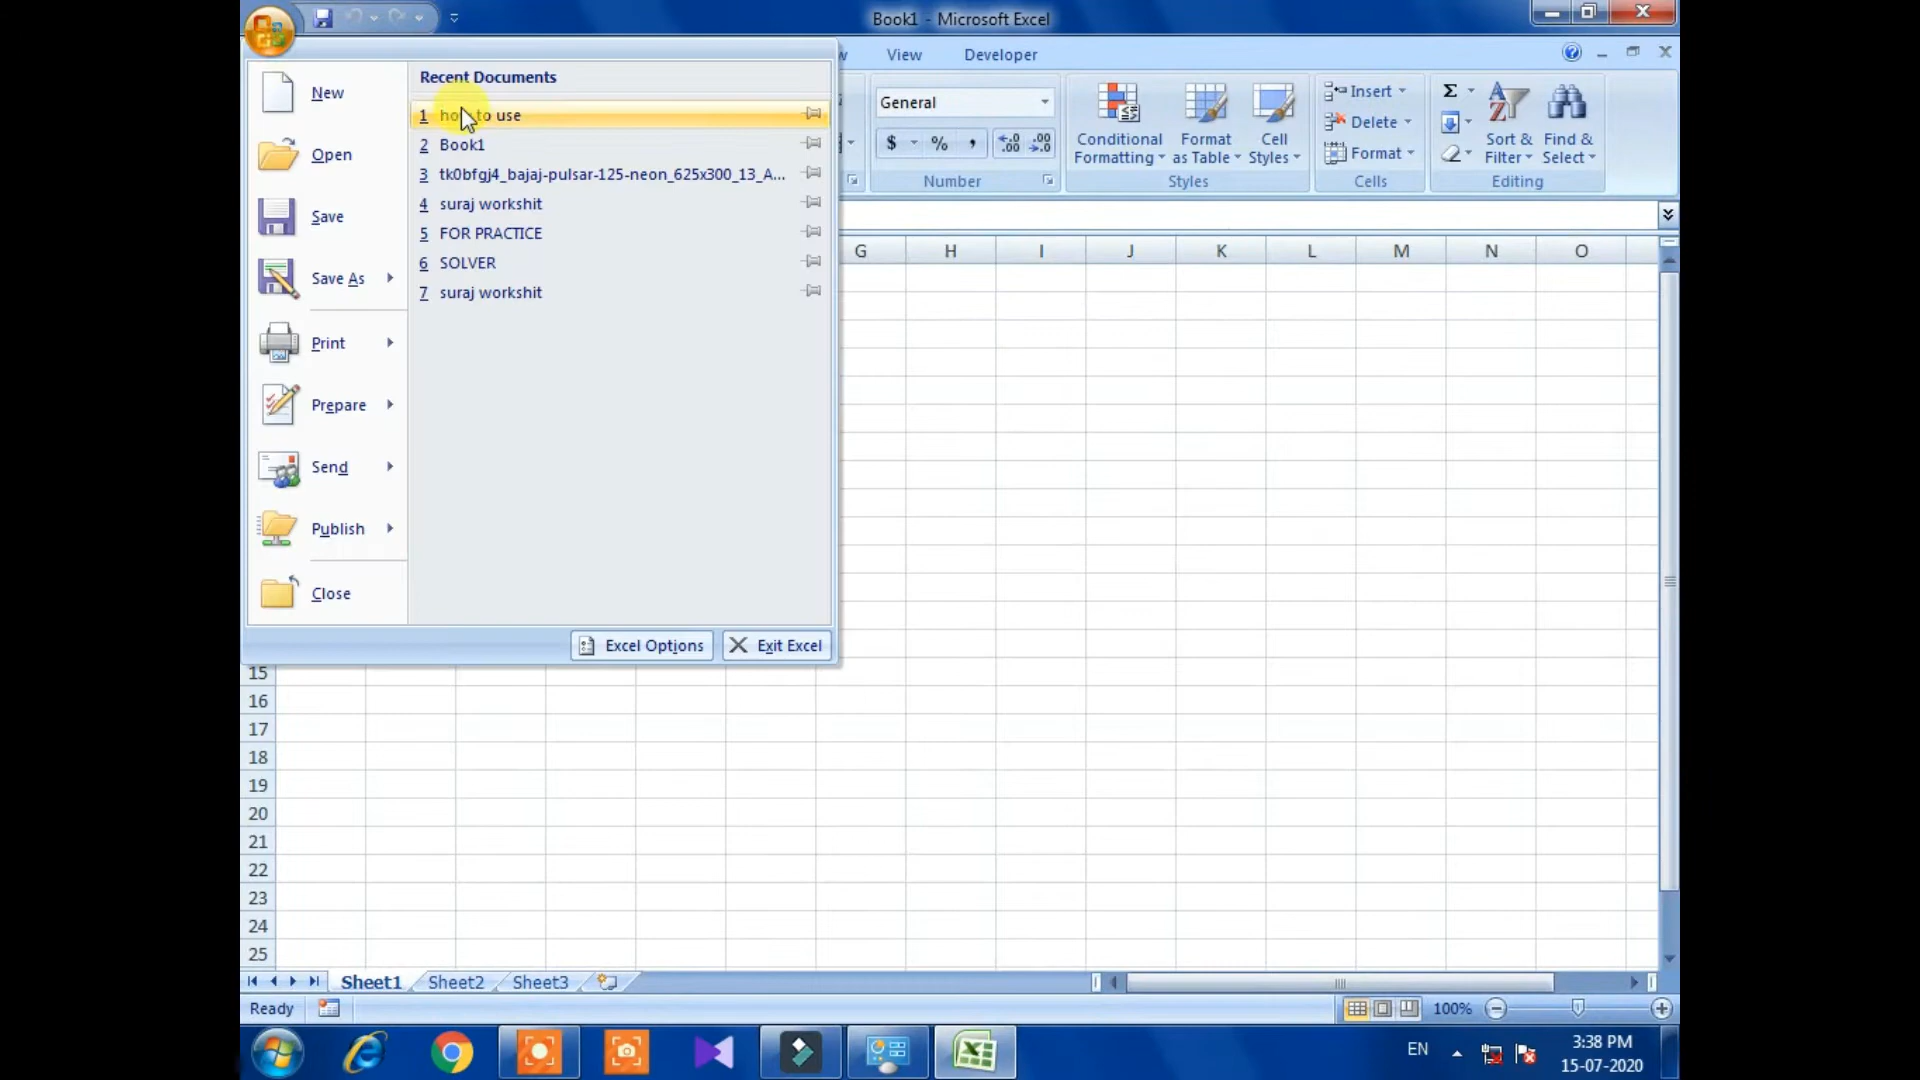 Book1 - Microsoft Excel
View Developer
New
Open
Save
Save As
Print
Prepare
Send
Publish
Close
Recent Documents
1 how to use
2 Book1
3 tk0bfgj4_bajaj-pulsar-125-neon_625x300_13_A...
4 suraj workshit
5 FOR PRACTICE
6 SOLVER
7 suraj workshit
Excel Options Exit Excel
General
$ % ,
Number
Conditional Formatting
Format as Table
Cell Styles
Styles
Insert
Delete
Format
Cells
Σ
Sort & Filter
Find & Select
Editing
G H I J K L M N O
15
16
17
18
19
20
21
22
23
24
25
Sheet1 Sheet2 Sheet3
Ready 100%
EN 3:38 PM
15-07-2020